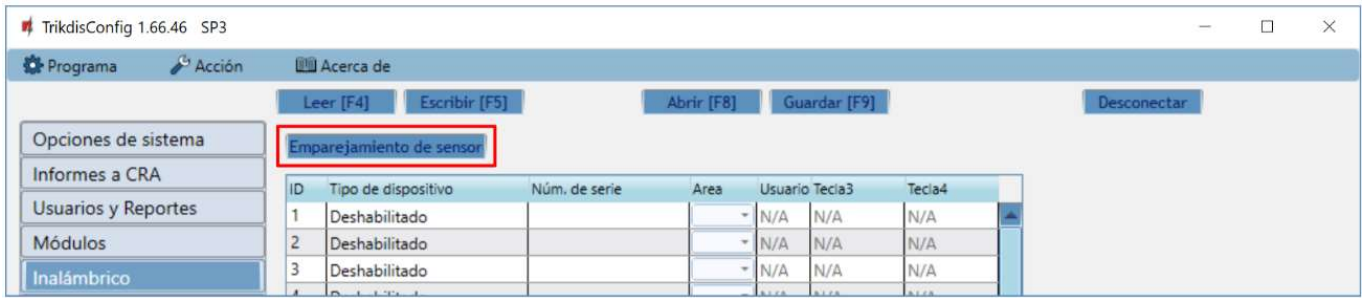 TrikdisConfig 1.66.46 SP3
Programa Acción Acerca de
Leer [F4] Escribir [F5] Abrir [F8] Guardar [F9] Desconectar
Opciones de sistema
Emparejamiento de sensor
Informes a CRA
ID Tipo de dispositivo Núm. de serie Area Usuario Tecla3 Tecla4
Usuarios y Reportes
1 Deshabilitado N/A N/A N/A
Módulos
2 Deshabilitado N/A N/A N/A
Inalámbrico
3 Deshabilitado N/A N/A N/A